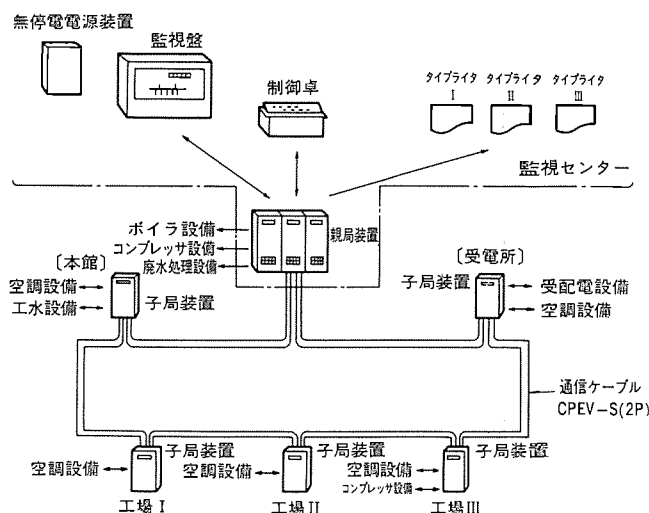 無停電電源装置
監視盤
制御卓
タイプライタ
I
タイプライタ
II
タイプライタ
III
監視センター
ボイラ設備
コンプレッサ設備
廃水処理設備
親局装置
〔本館〕
空調設備
工水設備
子局装置
〔受電所〕
子局装置
受配電設備
空調設備
通信ケーブル
CPEV-S(2P)
子局装置
空調設備
工場 I
子局装置
空調設備
工場II
子局装置
空調設備
コンプレッサ設備
工場III